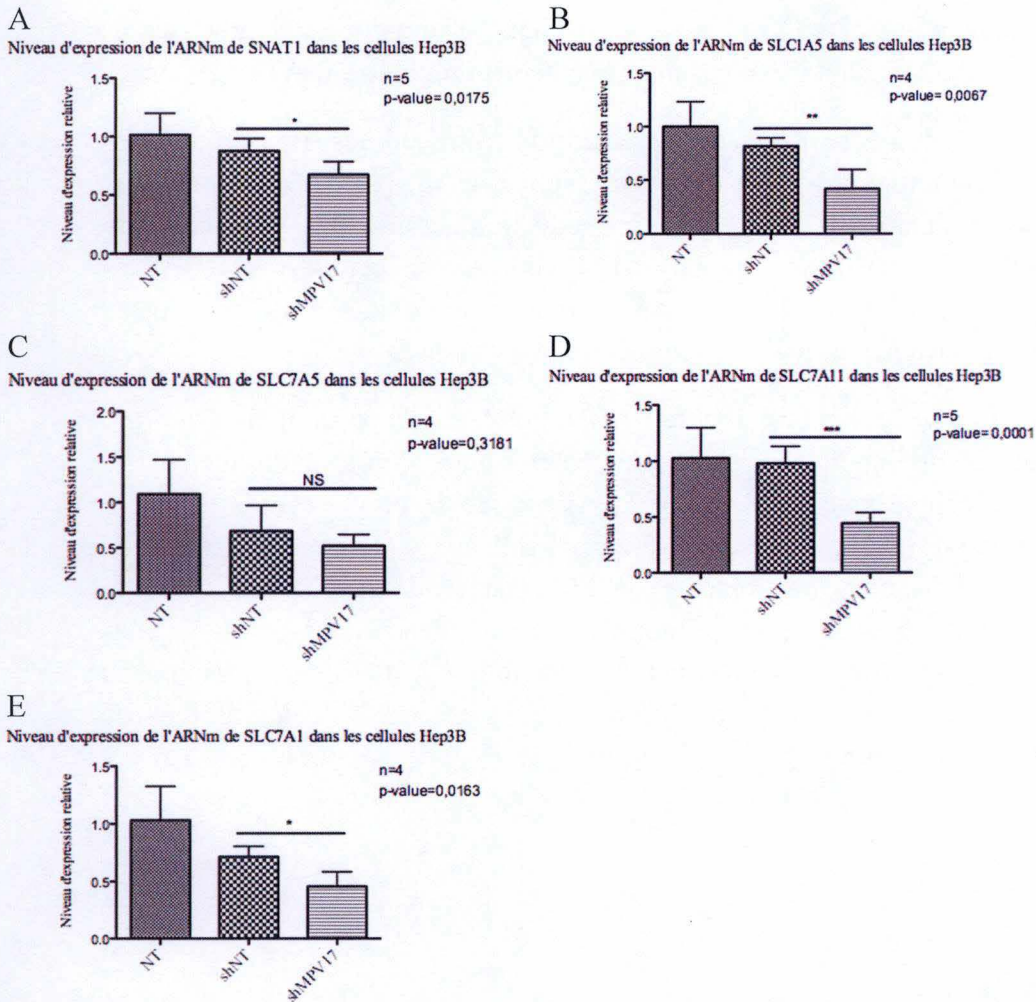 A
Niveau d'expression de l'ARNm de SNAT1 dans les cellules Hep3B
n=5
p-value= 0,0175
Niveau d'expression relative
1.5
1.0
0.5
0.0
*
NT
shNT
shMPV17
B
Niveau d'expression de l'ARNm de SLC1A5 dans les cellules Hep3B
n=4
p-value= 0,0067
Niveau d'expression relative
1.5
1.0
0.5
0.0
**
NT
shNT
shMPV17
C
Niveau d'expression de l'ARNm de SLC7A5 dans les cellules Hep3B
n=4
p-value=0,3181
Niveau d'expression relative
2.0
1.5
1.0
0.5
0.0
NS
NT
shNT
shMPV17
D
Niveau d'expression de l'ARNm de SLC7A11 dans les cellules Hep3B
n=5
p-value= 0,0001
Niveau d'expression relative
1.5
1.0
0.5
0.0
***
NT
shNT
shMPV17
E
Niveau d'expression de l'ARNm de SLC7A1 dans les cellules Hep3B
n=4
p-value=0,0163
Niveau d'expression relative
1.5
1.0
0.5
0.0
*
NT
shNT
shMPV17